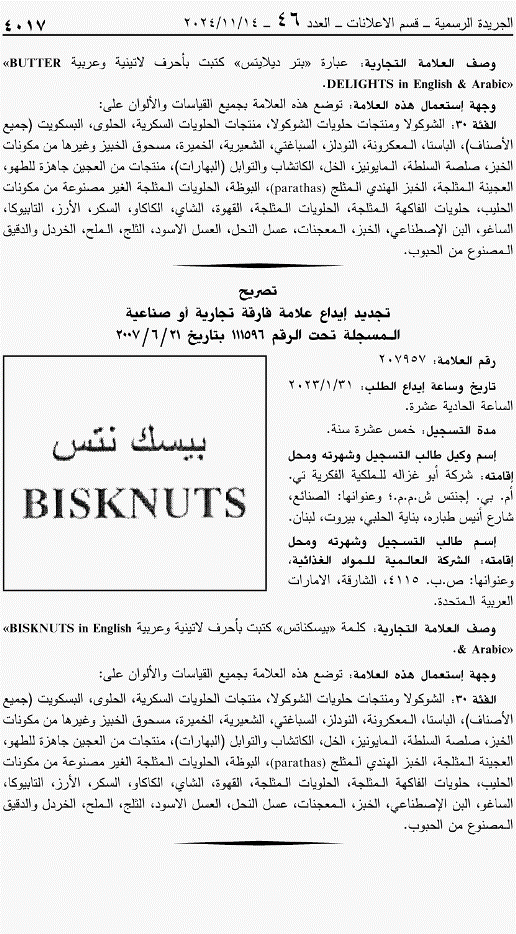 الجريدة الرسمية ــ قسم الاعلانات ــ العدد ٤٦ ــ ٢٠٢٤/١١/١٤
٤٠١٧
وصف العلامة التجارية: عبارة «بتر ديلايتس» كتبت بأحرف لاتينية وعربية «BUTTER
DELIGHTS in English & Arabic».
وجهة إستعمال هذه العلامة: توضع هذه العلامة بجميع القياسات والألوان على:
الفئة ٣٠: الشوكولا ومنتجات حلويات الشوكولا، منتجات الحلويات السكرية، الحلوى، البسكويت (جميع
الأصناف)، الباستا، المعكرونة، النودلز، السباغتي، الشعيرية، الخميرة، مسحوق الخبيز وغيرها من مكونات
الخبز، صلصة السلطة، المايونيز، الخل، الكاتشاب والتوابل (البهارات)، منتجات من العجين جاهزة للطهو،
العجينة المثلجة، الخبز الهندي المثلج (parathas)، البوظة، الحلويات المثلجة الغير مصنوعة من مكونات
الحليب، حلويات الفاكهة المثلجة، الحلويات المثلجة، القهوة، الشاي، الكاكاو، السكر، الأرز، التابيوكا،
الساغو، البن الإصطناعي، الخبز، المعجنات، عسل النحل، العسل الاسود، الثلج، الملح، الخردل والدقيق
المصنوع من الحبوب.
تصريح
تجديد إيداع علامة فارقة تجارية أو صناعية
المسجلة تحت الرقم ١١١٥٩٦ بتاريخ ٢٠٠٧/٦/٢١
رقم العلامة: ٢٠٧٩٥٧
تاريخ وساعة إيداع الطلب: ٢٠٢٣/١/٣١
الساعة الحادية عشرة.
مدة التسجيل: خمس عشرة سنة.
إسم وكيل طالب التسجيل وشهرته ومحل
إقامته: شركة أبو غزاله للملكية الفكرية تي.
أم. بي. إجنتس ش.م.م.؛ وعنوانها: الصنائع،
شارع أنيس طباره، بناية الحلبي، بيروت، لبنان.
إسم طالب التسجيل وشهرته ومحل
إقامته: الشركة العالمية للمواد الغذائية،
وعنوانها: ص.ب. ٤١١٥، الشارقة، الامارات
العربية المتحدة.
بيسك نتس
BISKNUTS
وصف العلامة التجارية: كلمة «بيسكناتس» كتبت بأحرف لاتينية وعربية «BISKNUTS in English
& Arabic».
وجهة إستعمال هذه العلامة: توضع هذه العلامة بجميع القياسات والألوان على:
الفئة ٣٠: الشوكولا ومنتجات حلويات الشوكولا، منتجات الحلويات السكرية، الحلوى، البسكويت (جميع
الأصناف)، الباستا، المعكرونة، النودلز، السباغتي، الشعيرية، الخميرة، مسحوق الخبيز وغيرها من مكونات
الخبز، صلصة السلطة، المايونيز، الخل، الكاتشاب والتوابل (البهارات)، منتجات من العجين جاهزة للطهو،
العجينة المثلجة، الخبز الهندي المثلج (parathas)، البوظة، الحلويات المثلجة الغير مصنوعة من مكونات
الحليب، حلويات الفاكهة المثلجة، الحلويات المثلجة، القهوة، الشاي، الكاكاو، السكر، الأرز، التابيوكا،
الساغو، البن الإصطناعي، الخبز، المعجنات، عسل النحل، العسل الاسود، الثلج، الملح، الخردل والدقيق
المصنوع من الحبوب.